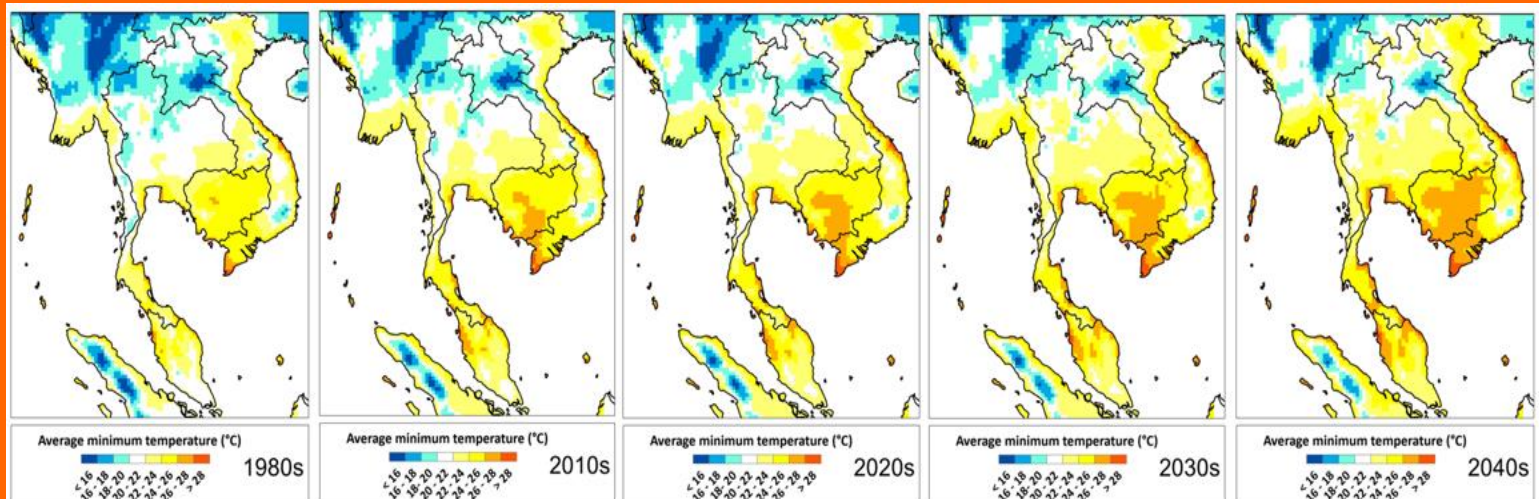 Average minimum temperature (°C)
< 16
16 - 18
18- 20
20 - 22
22 - 24
24 - 26
26 - 28
> 28
1980s
Average minimum temperature (°C)
< 16
16 - 18
18- 20
20 - 22
22 - 24
24 - 26
26 - 28
> 28
2010s
Average minimum temperature (°C)
< 16
16 - 18
18- 20
20 - 22
22 - 24
24 - 26
26 - 28
> 28
2020s
Average minimum temperature (°C)
< 16
16 - 18
18- 20
20 - 22
22 - 24
24 - 26
26 - 28
> 28
2030s
Average minimum temperature (°C)
< 16
16 - 18
18- 20
20 - 22
22 - 24
24 - 26
26 - 28
> 28
2040s